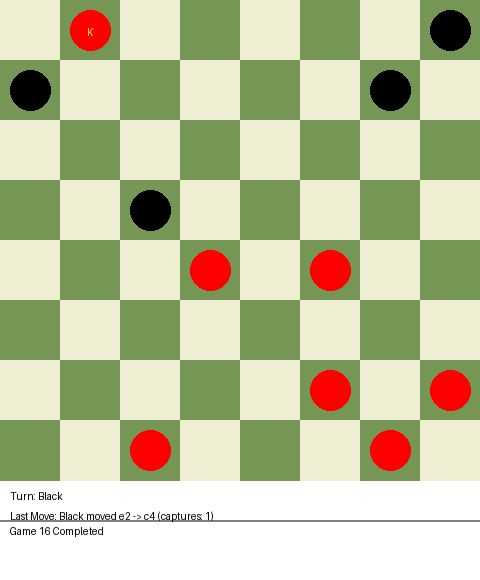 K
Turn: Black
Last Move: Black moved e2 -> c4 (captures: 1)
Game 16 Completed